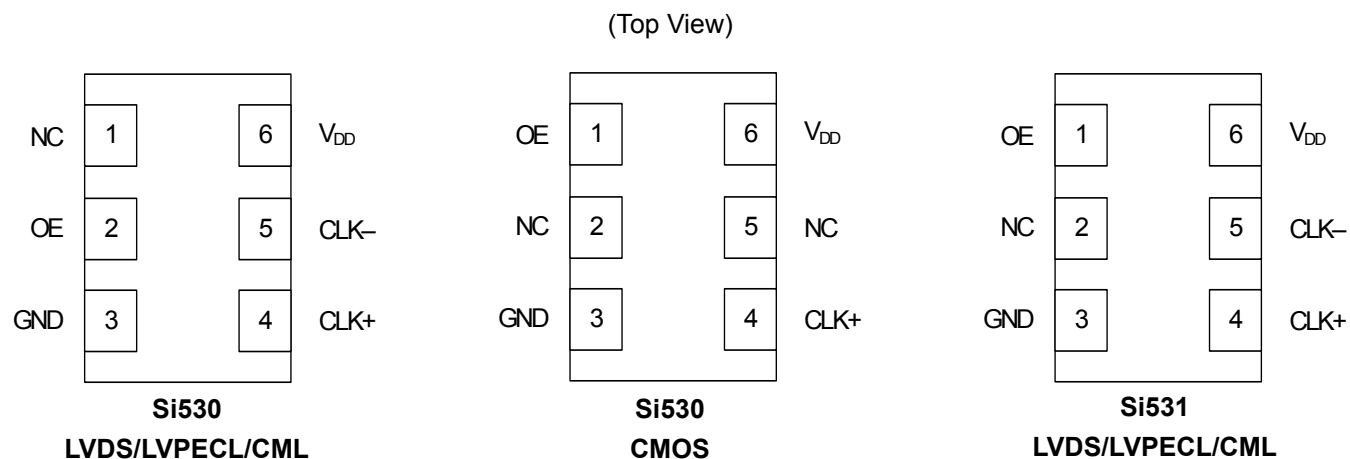 (Top View)
NC 1 6 VDD
OE 2 5 CLK–
GND 3 4 CLK+
Si530
LVDS/LVPECL/CML
OE 1 6 VDD
NC 2 5 NC
GND 3 4 CLK+
Si530
CMOS
OE 1 6 VDD
NC 2 5 CLK–
GND 3 4 CLK+
Si531
LVDS/LVPECL/CML